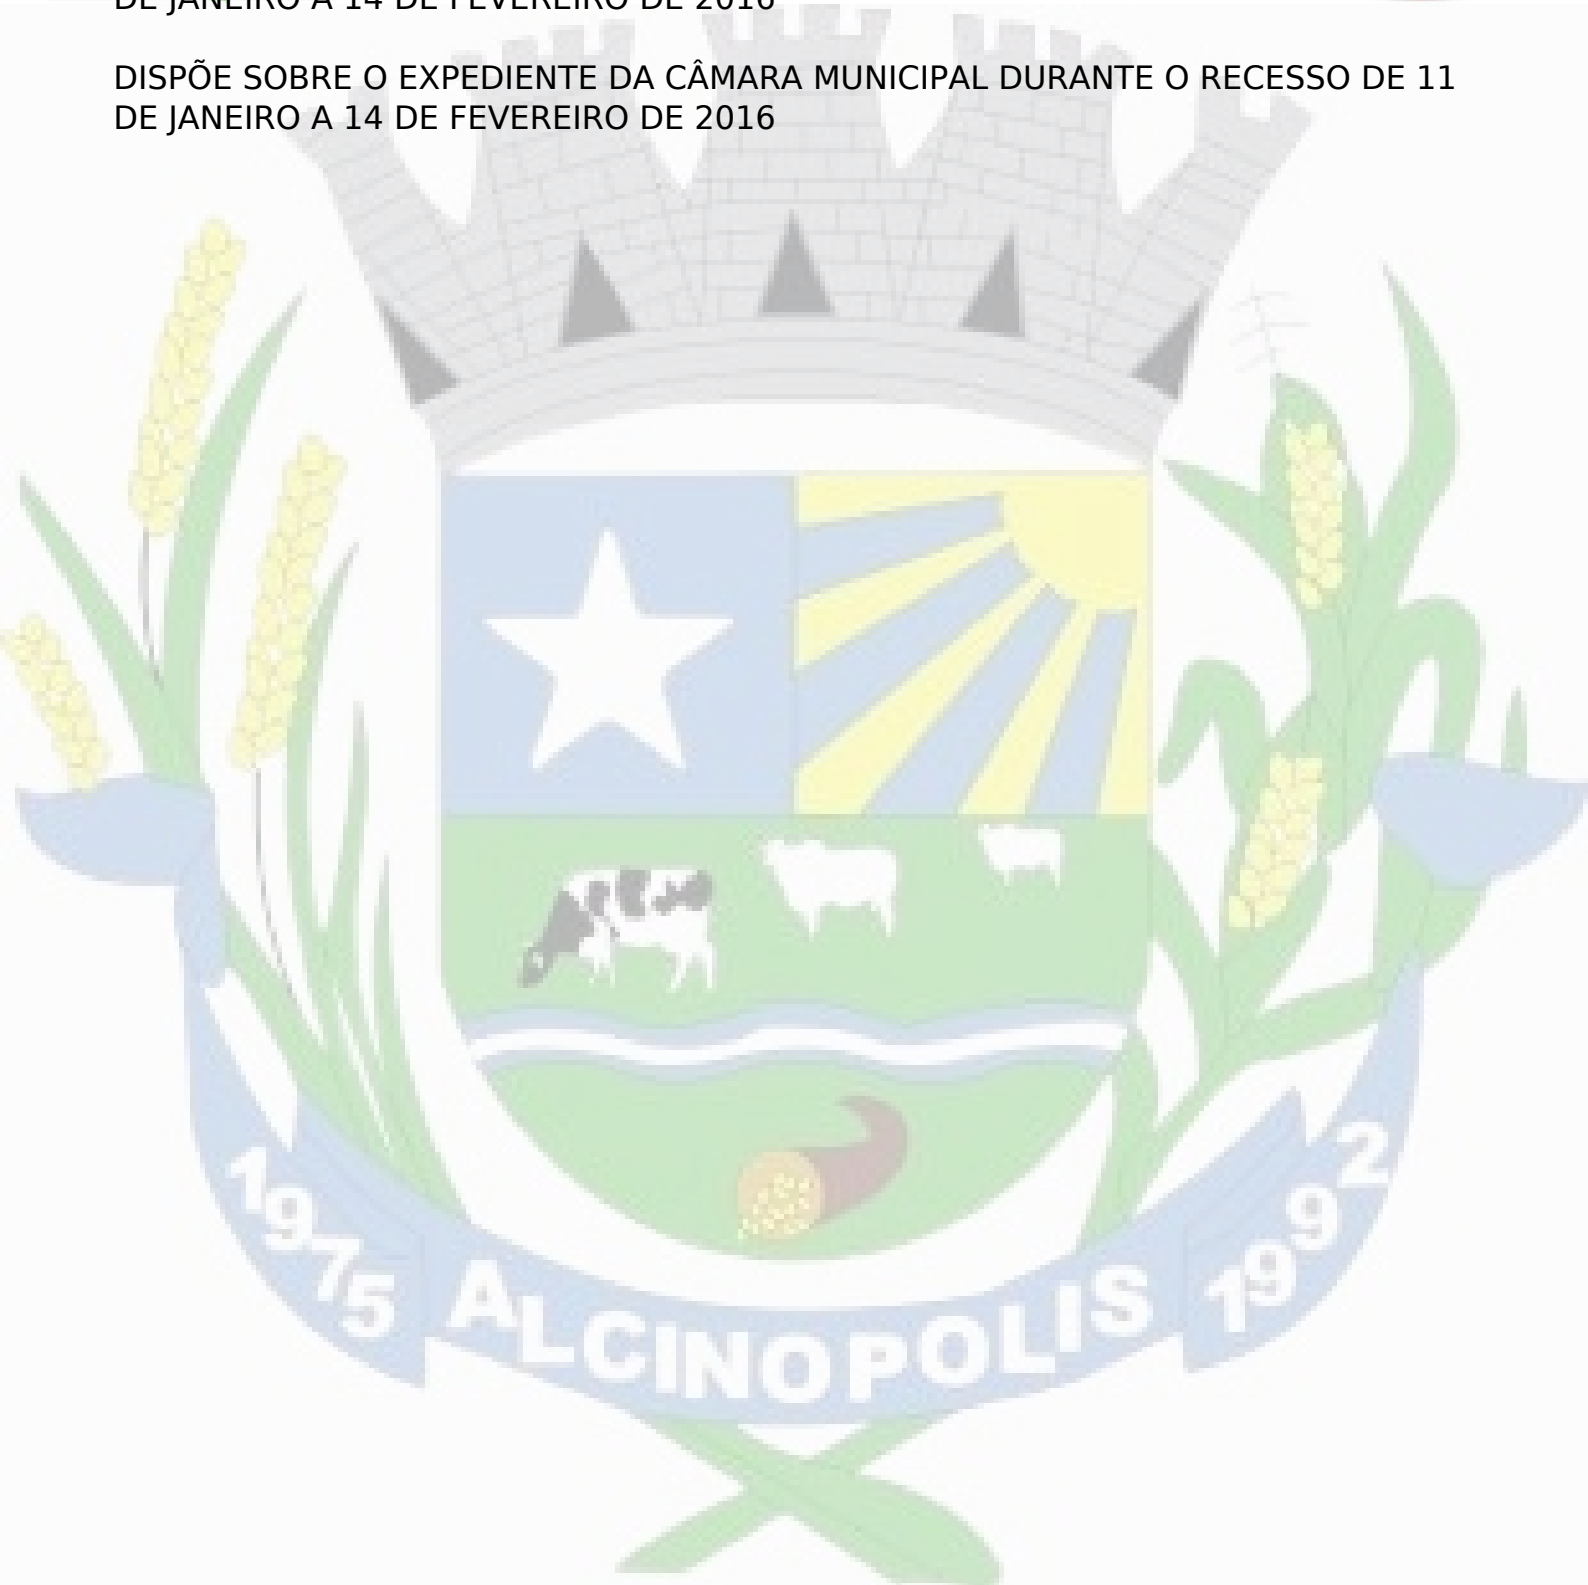 DE JANEIRO A 14 DE FEVEREIRO DE 2016
DISPÕE SOBRE O EXPEDIENTE DA CÂMARA MUNICIPAL DURANTE O RECESSO DE 11
DE JANEIRO A 14 DE FEVEREIRO DE 2016
1975 ALCINOPOLIS 1992